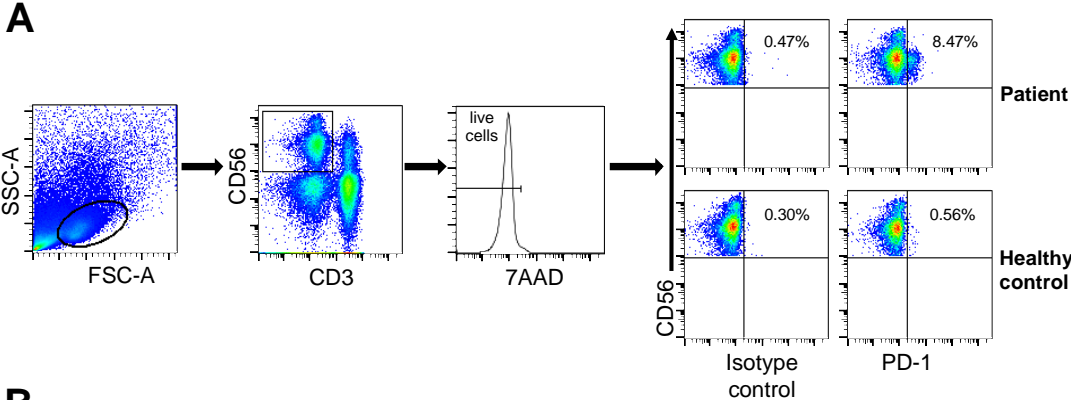 A
SSC-A
FSC-A
CD56
CD3
live
cells
7AAD
0.47%
8.47%
Patient
0.30%
0.56%
Healthy
control
CD56
Isotype
control
PD-1
B